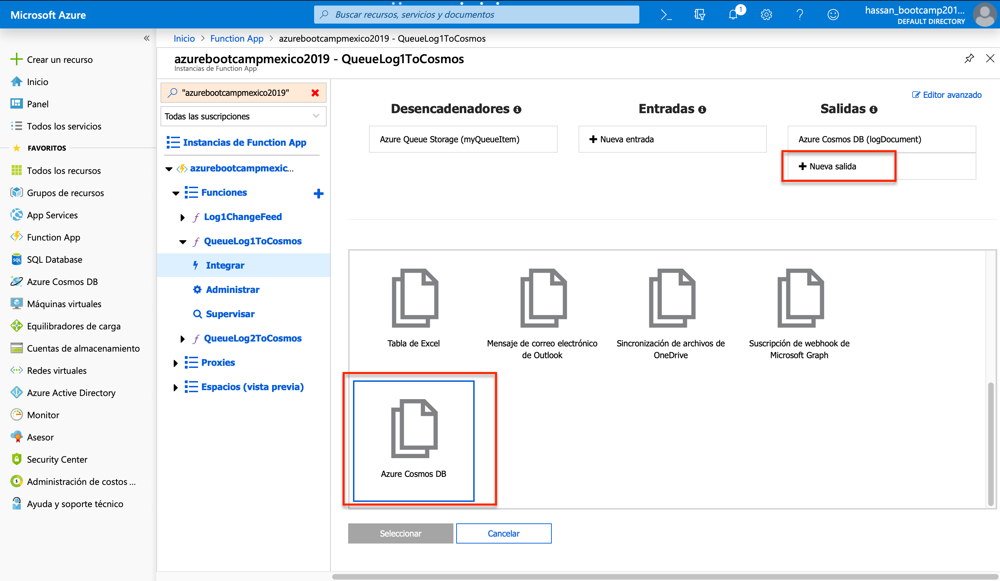 Microsoft Azure
Buscar recursos, servicios y documentos
1
hassan_bootcamp201...
DEFAULT DIRECTORY
Inicio > Function App > azurebootcampmexico2019 - QueueLog1ToCosmos
azurebootcampmexico2019 - QueueLog1ToCosmos
Instancias de Function App
Crear un recurso
Inicio
Panel
Todos los servicios
FAVORITOS
Todos los recursos
Grupos de recursos
App Services
Function App
SQL
SQL Database
Azure Cosmos DB
Máquinas virtuales
Equilibradores de carga
Cuentas de almacenamiento
Redes virtuales
Azure Active Directory
Monitor
Asesor
Security Center
Administración de costos ...
Ayuda y soporte técnico
"azurebootcampmexico2019"
Todas las suscripciones
Instancias de Function App
azurebootcampmexic...
Funciones
Log1ChangeFeed
QueueLog1ToCosmos
Integrar
Administrar
Supervisar
QueueLog2ToCosmos
Proxies
Espacios (vista previa)
Editor avanzado
Desencadenadores
Azure Queue Storage (myQueueItem)
Entradas
Nueva entrada
Salidas
Azure Cosmos DB (logDocument)
Nueva salida
Tabla de Excel
Mensaje de correo electrónico
de Outlook
Sincronización de archivos de
OneDrive
Suscripción de webhook de
Microsoft Graph
Azure Cosmos DB
Seleccionar
Cancelar